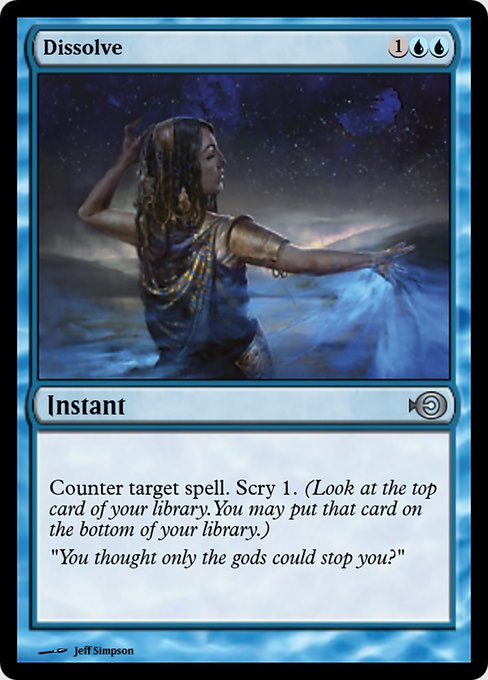 Dissolve 1
Instant
Counter target spell. Scry 1. (Look at the top
card of your library.You may put that card on
the bottom of your library.)
"You thought only the gods could stop you?"
Jeff Simpson